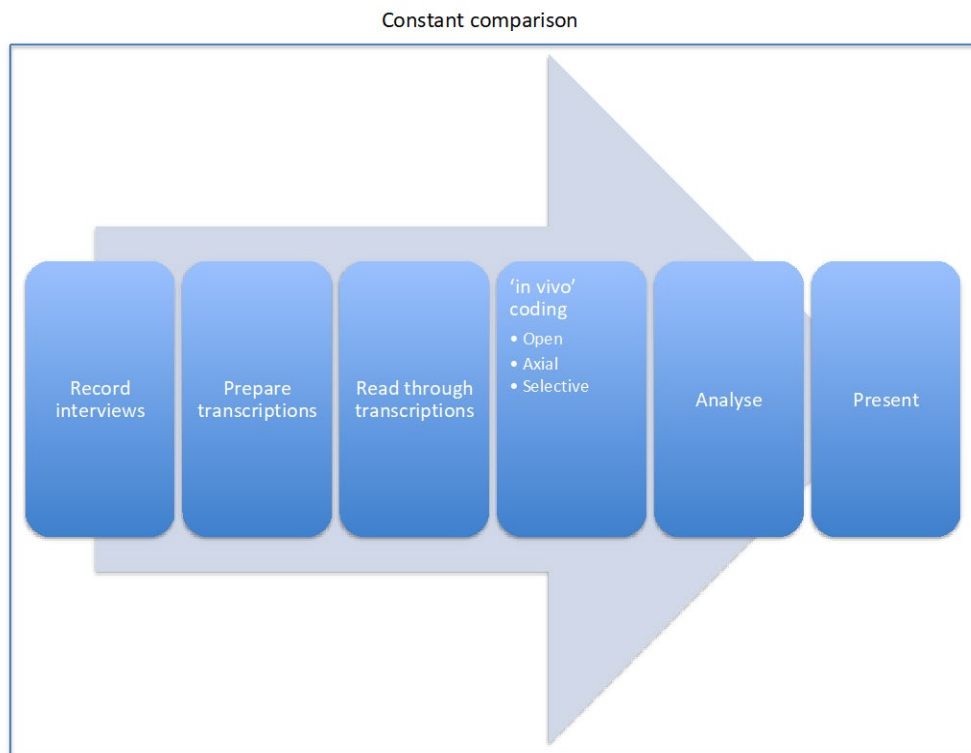 Constant comparison
Record
interviews
Prepare
transcriptions
Read through
transcriptions
‘in vivo’
coding
• Open
• Axial
• Selective
Analyse
Present